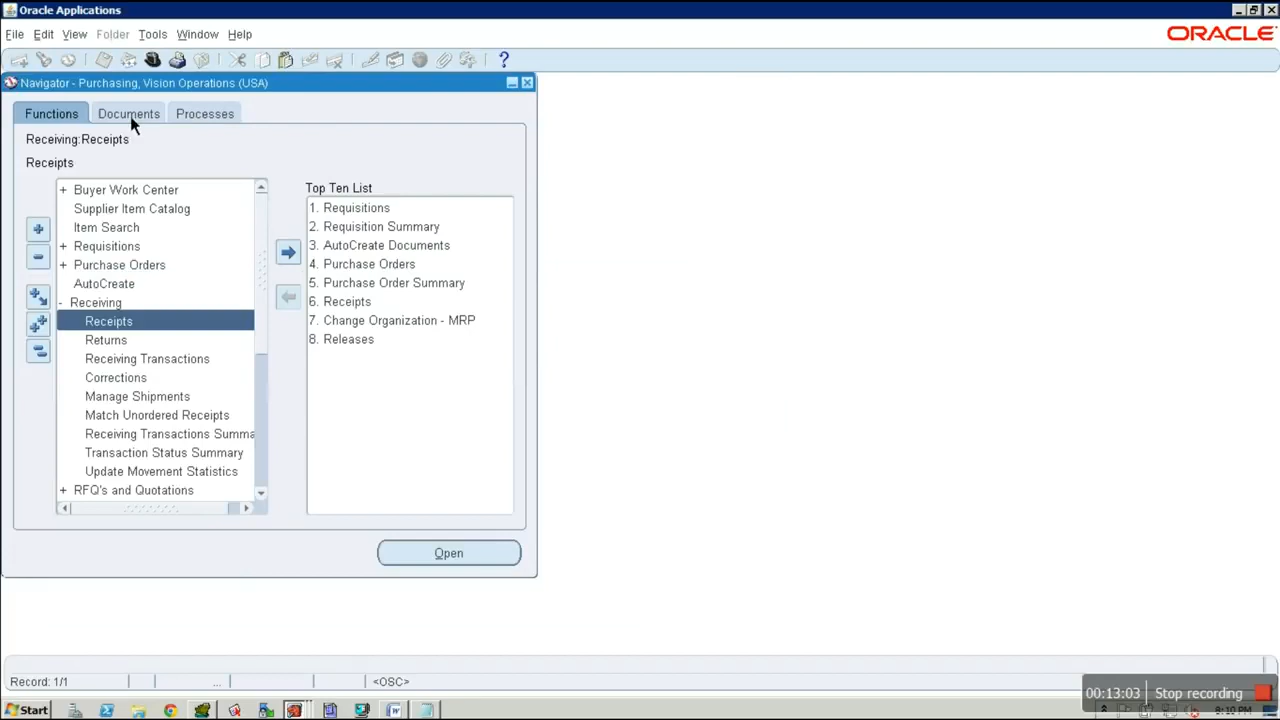 Oracle Applications
File Edit View Folder Tools Window Help
ORACLE
Navigator - Purchasing, Vision Operations (USA)
Functions Documents Processes
Receiving:Receipts
Receipts
+ Buyer Work Center
Supplier Item Catalog
Item Search
+ Requisitions
+ Purchase Orders
AutoCreate
- Receiving
Receipts
Returns
Receiving Transactions
Corrections
Manage Shipments
Match Unordered Receipts
Receiving Transactions Summa
Transaction Status Summary
Update Movement Statistics
+ RFQ's and Quotations
Top Ten List
1. Requisitions
2. Requisition Summary
3. AutoCreate Documents
4. Purchase Orders
5. Purchase Order Summary
6. Receipts
7. Change Organization - MRP
8. Releases
Open
Record: 1/1 ... <OSC>
00:13:03 Stop recording
Start 8:10 PM